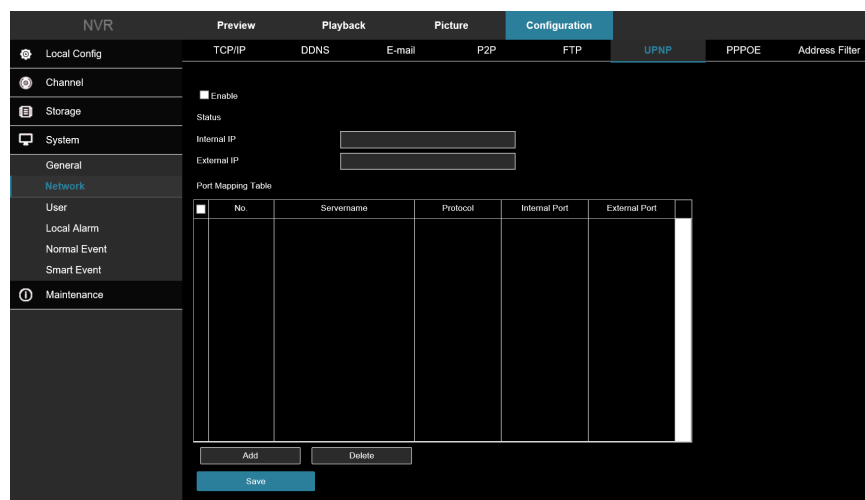 NVR Preview Playback Picture Configuration
Local Config TCP/IP DDNS E-mail P2P FTP UPNP PPPOE Address Filter
Channel
Enable
Storage
Status
System
Internal IP
General
External IP
Network
Port Mapping Table
User
No. Servername Protocol Internal Port External Port
Local Alarm
Normal Event
Smart Event
Maintenance
Add Delete
Save